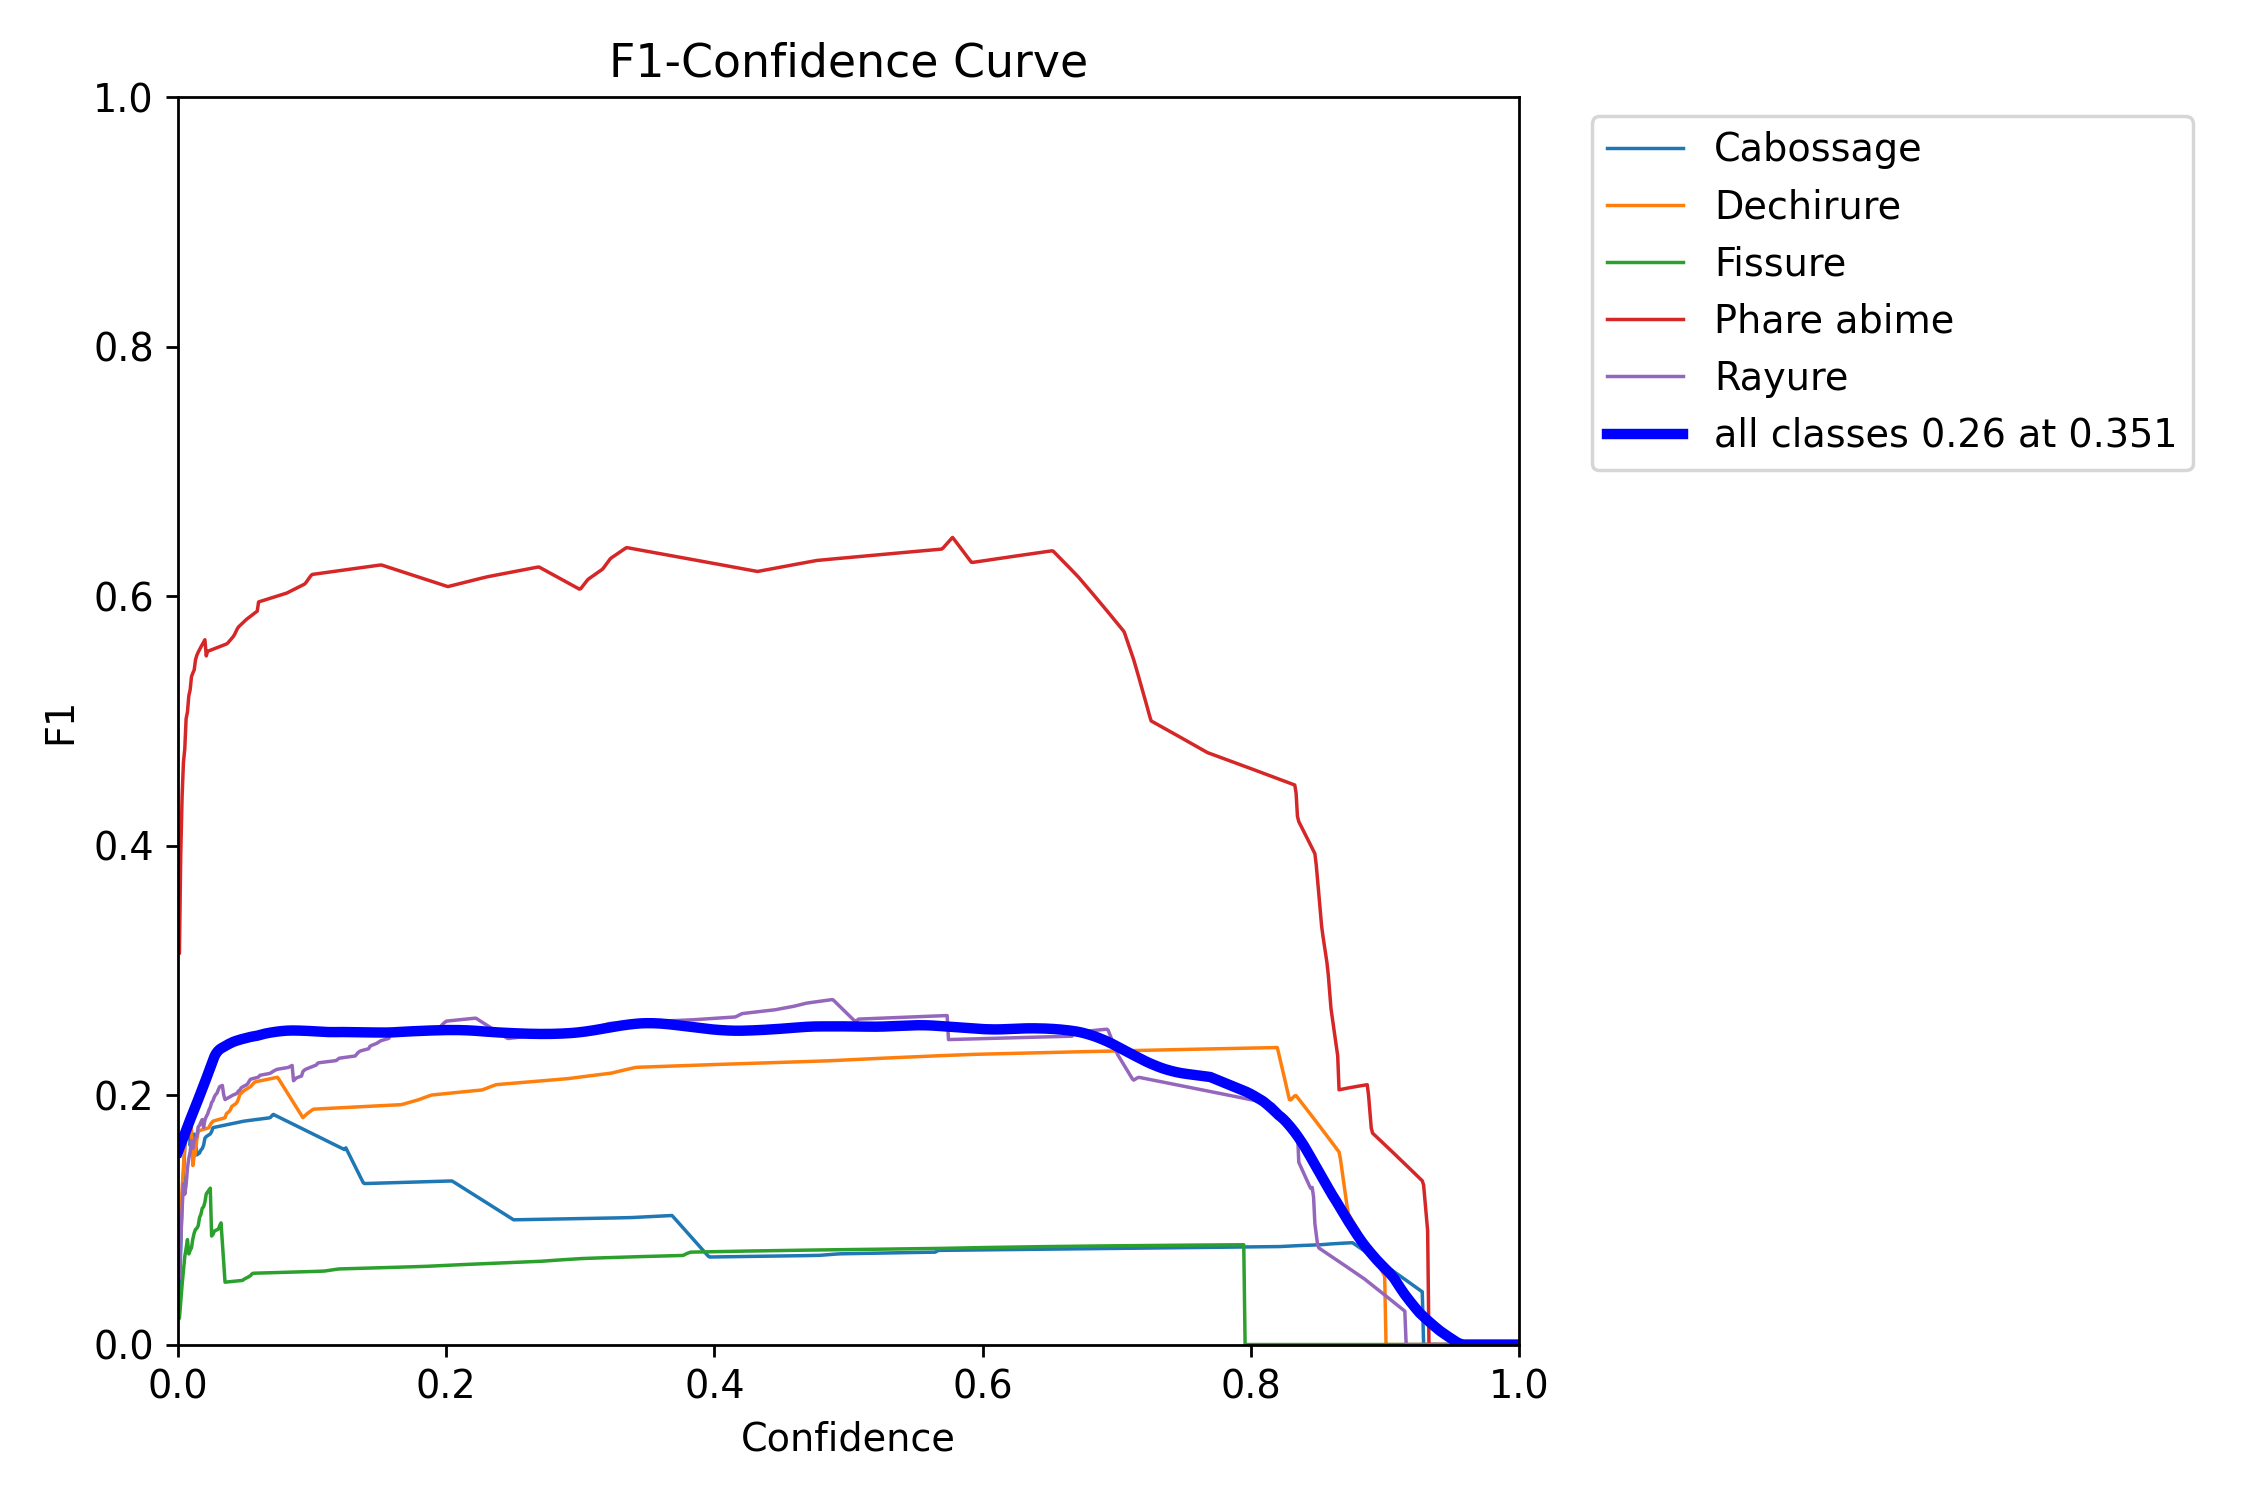 F1-Confidence Curve
1.0
0.8
0.6
0.4
0.2
0.0
F1
0.0 0.2 0.4 0.6 0.8 1.0
Confidence
Cabossage
Dechirure
Fissure
Phare abime
Rayure
all classes 0.26 at 0.351